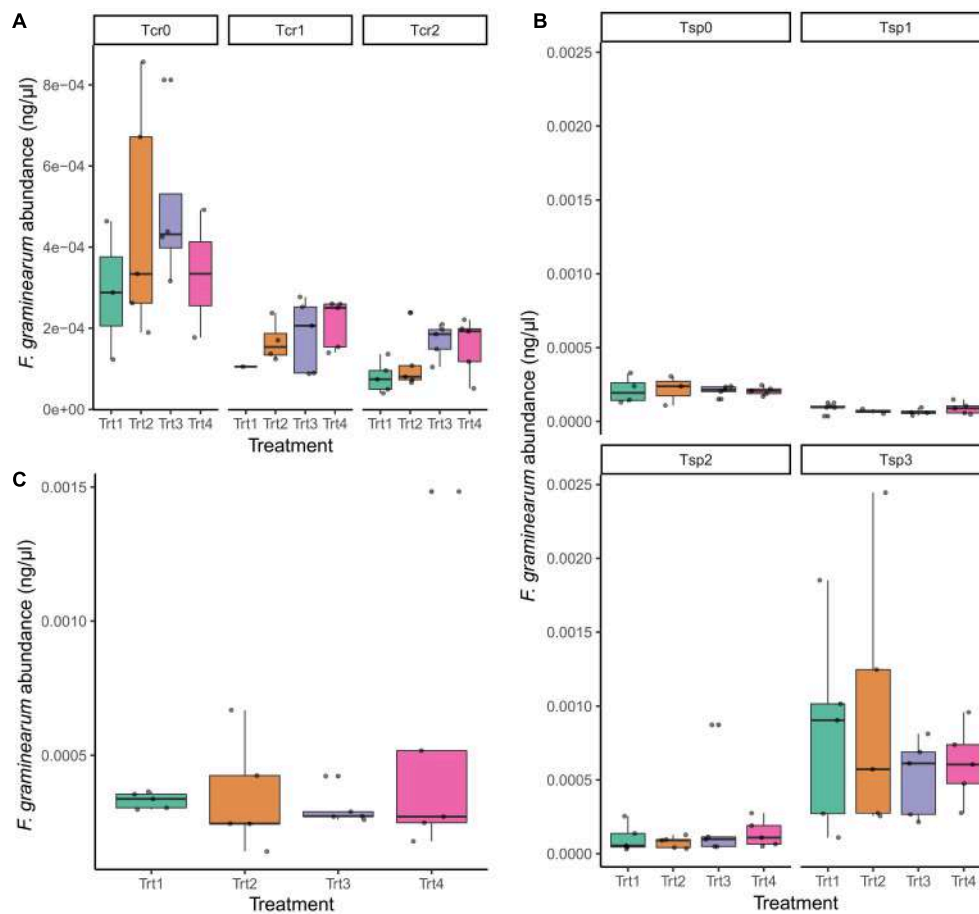 A
Tcr0 Tcr1 Tcr2
F. graminearum abundance (ng/µl)
8e−04
6e−04
4e−04
2e−04
0e+00
Trt1 Trt2 Trt3 Trt4 Trt1 Trt2 Trt3 Trt4 Trt1 Trt2 Trt3 Trt4
Treatment
B
Tsp0 Tsp1
F. graminearum abundance (ng/µl)
0.0025
0.0020
0.0015
0.0010
0.0005
0.0000
Tsp2 Tsp3
0.0025
0.0020
0.0015
0.0010
0.0005
0.0000
Trt1 Trt2 Trt3 Trt4 Trt1 Trt2 Trt3 Trt4
Treatment
C
F. graminearum abundance (ng/µl)
0.0015
0.0010
0.0005
Trt1 Trt2 Trt3 Trt4
Treatment